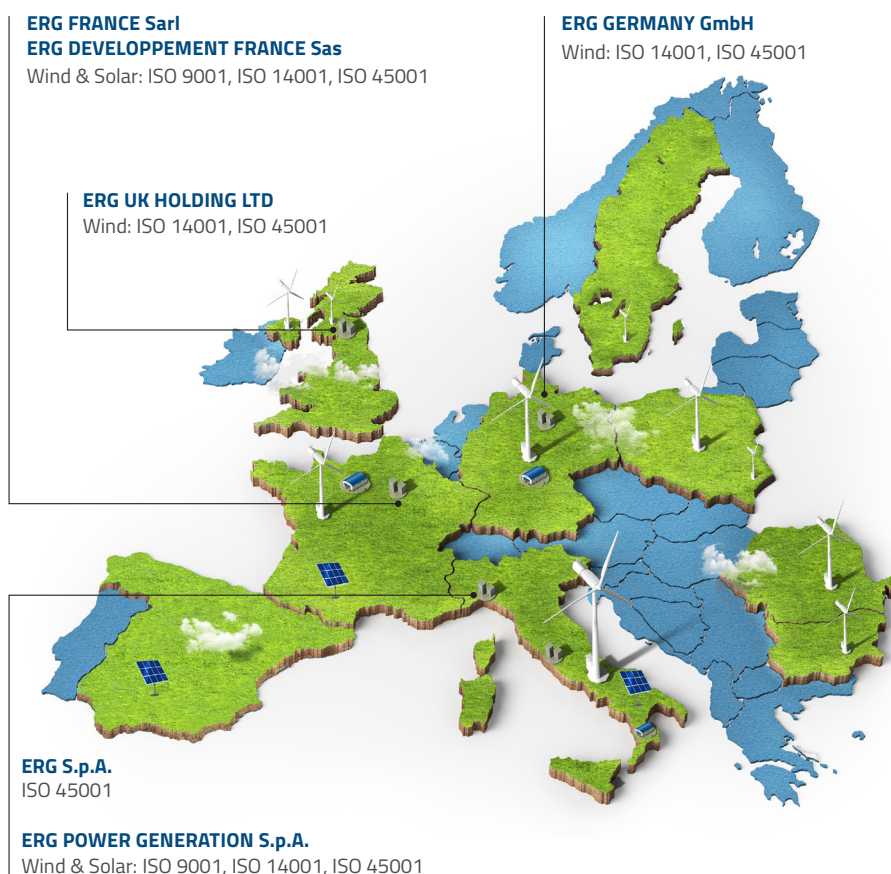 ERG FRANCE Sarl
ERG DEVELOPPEMENT FRANCE Sas
Wind & Solar: ISO 9001, ISO 14001, ISO 45001
ERG GERMANY GmbH
Wind: ISO 14001, ISO 45001
ERG UK HOLDING LTD
Wind: ISO 14001, ISO 45001
ERG S.p.A.
ISO 45001
ERG POWER GENERATION S.p.A.
Wind & Solar: ISO 9001, ISO 14001, ISO 45001